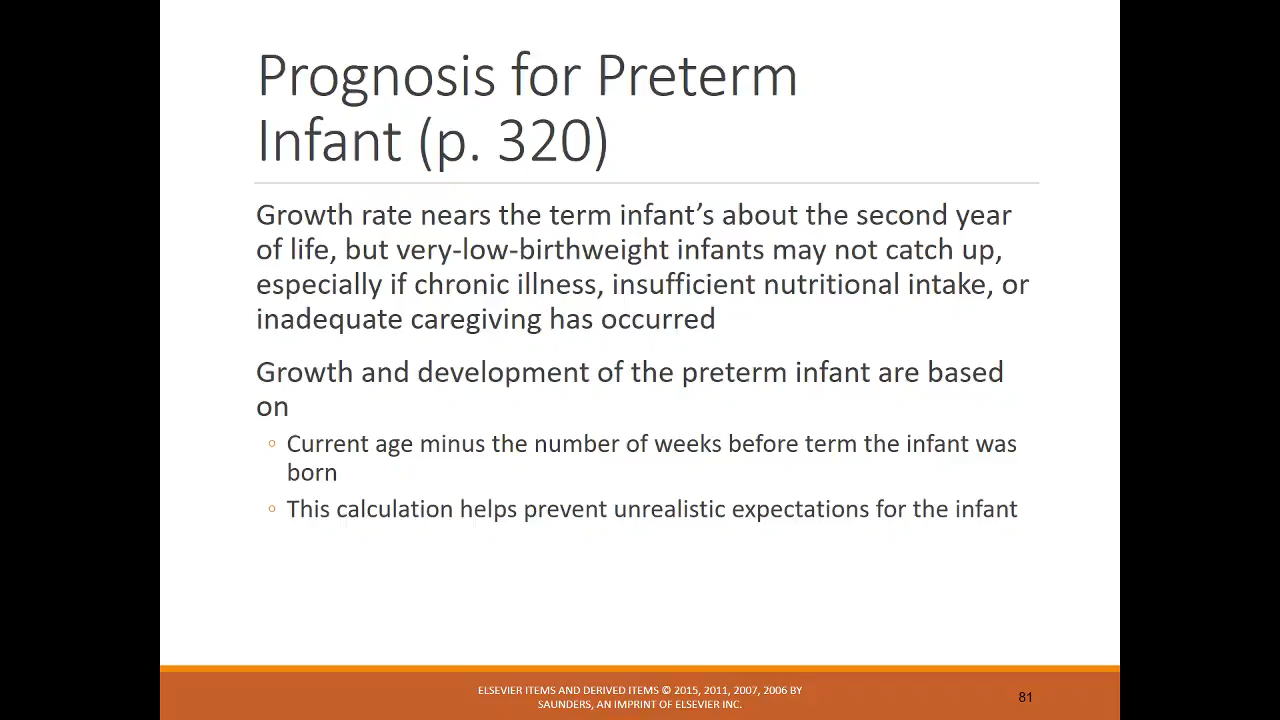 Prognosis for Preterm
Infant (p. 320)
Growth rate nears the term infant’s about the second year
of life, but very-low-birthweight infants may not catch up,
especially if chronic illness, insufficient nutritional intake, or
inadequate caregiving has occurred
Growth and development of the preterm infant are based
on
◦ Current age minus the number of weeks before term the infant was
born
◦ This calculation helps prevent unrealistic expectations for the infant
ELSEVIER ITEMS AND DERIVED ITEMS © 2015, 2011, 2007, 2006 BY
SAUNDERS, AN IMPRINT OF ELSEVIER INC.
81